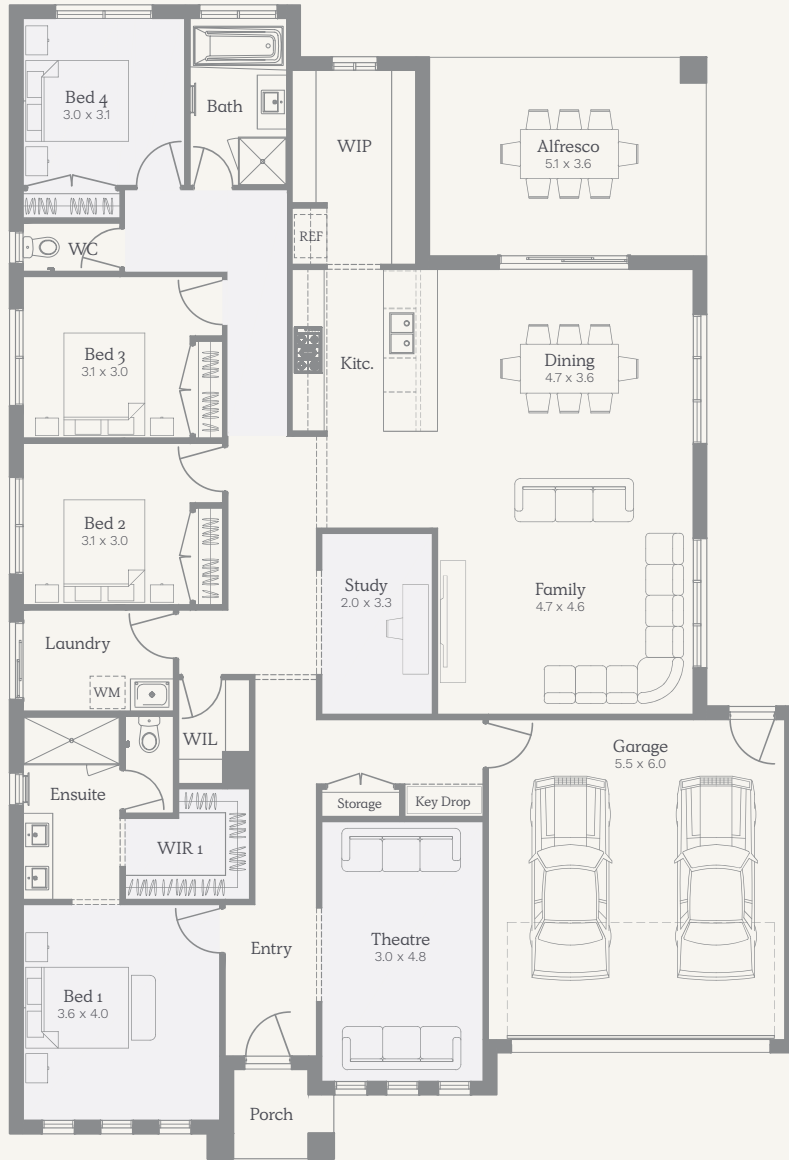 Bed 4
3.0 x 3.1
Bath
WIP
Alfresco
5.1 x 3.6
REF
WC
Bed 3
3.1 x 3.0
Kitc.
Dining
4.7 x 3.6
Bed 2
3.1 x 3.0
Study
2.0 x 3.3
Family
4.7 x 4.6
Laundry
WM
WIL
Garage
5.5 x 6.0
Ensuite
Storage
Key Drop
WIR 1
Theatre
3.0 x 4.8
Entry
Bed 1
3.6 x 4.0
Porch